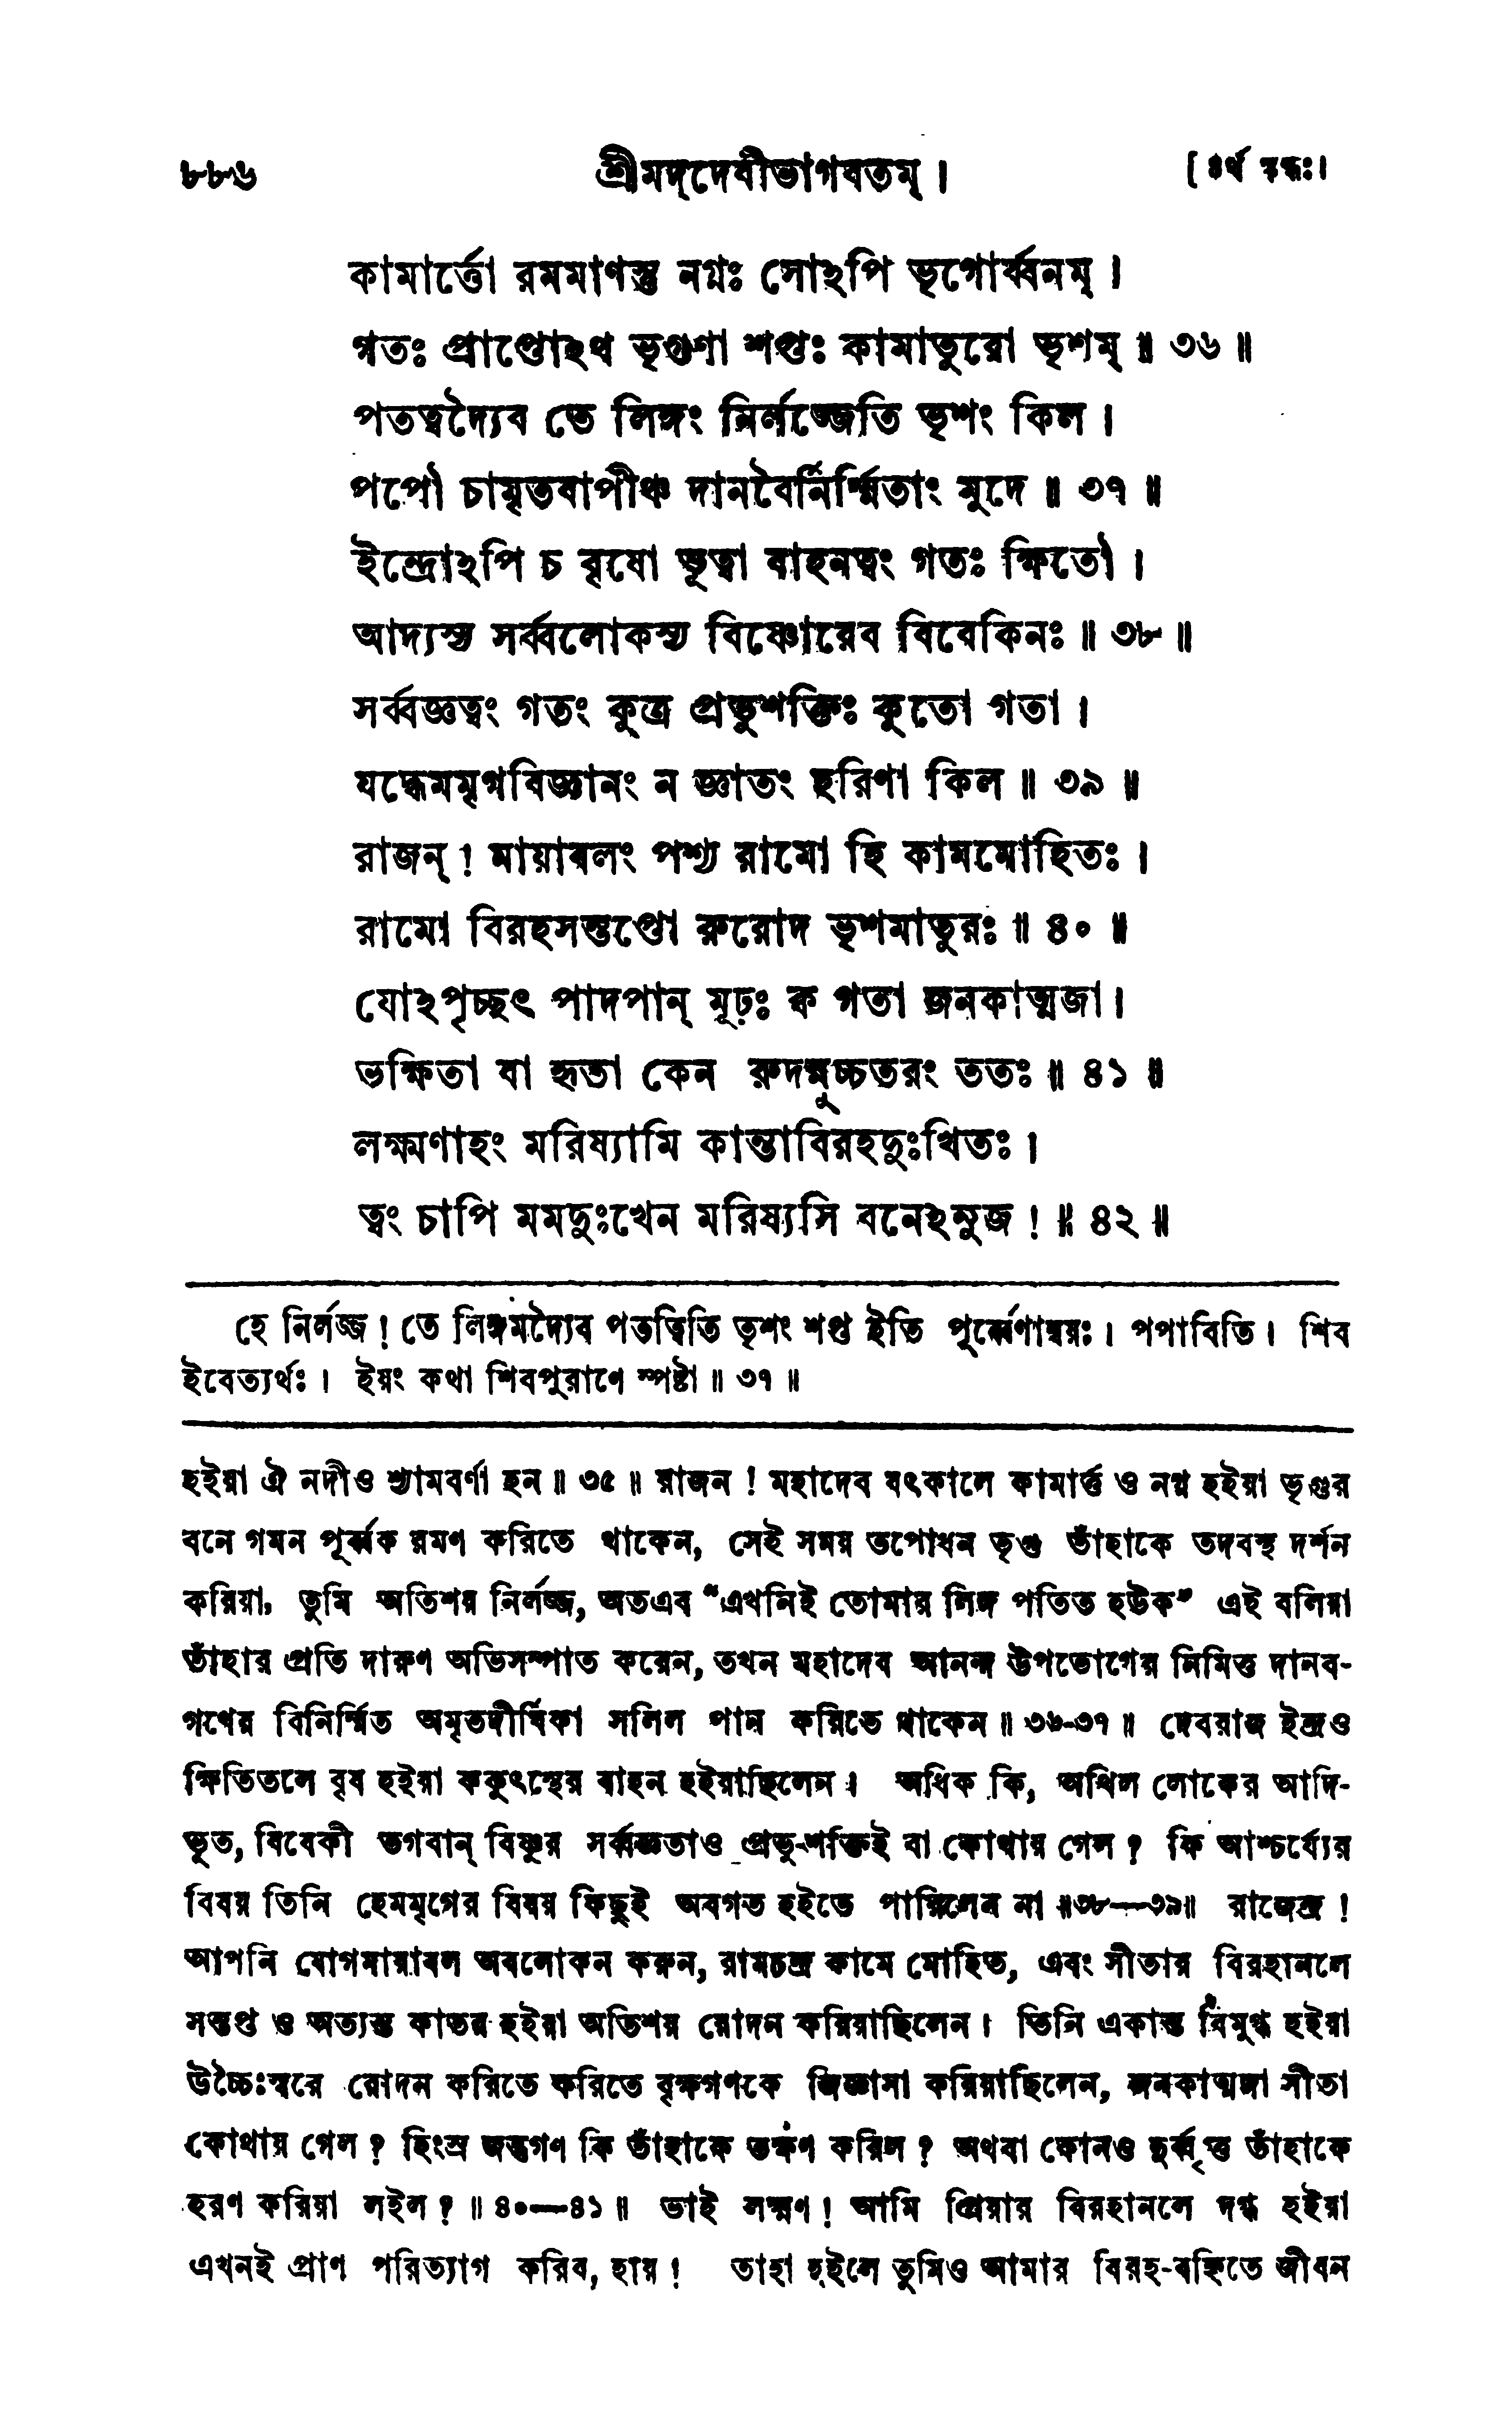 ৮৮৬ শ্রীমদ্দেবীভাগবতম্। [ ৪র্থ স্কন্ধঃ।
কামার্ত্তো রমমাণস্তু নগ্নঃ সোঽপি ভৃগোর্ব্বনম্।
গতঃ প্রাপ্তোঽথ ভৃগুণা শপ্তঃ কামাতুরো ভৃশম্॥ ৩৬॥
পতত্বদ্যৈব তে লিঙ্গং নির্লজ্জেতি ভৃশং কিল।
পপৌ চামৃতবাপীঞ্চ দানবৈর্নির্ম্মিতাং মুদে॥ ৩৭॥
ইন্দ্রোঽপি চ বৃষো ভূত্বা বাহনত্বং গতঃ ক্ষিতৌ।
আদ্যস্য সর্ব্বলোকস্য বিষ্ণোরেব বিবেকিনঃ॥ ৩৮॥
সর্ব্বজ্ঞত্বং গতং কুত্র প্রভুশক্তিঃ কুতো গতা।
যদ্ধেমমৃগবিজ্ঞানং ন জ্ঞাতং হরিণা কিল॥ ৩৯॥
রাজন্! মায়াবলং পশ্য রামো হি কামমোহিতঃ।
রামো বিরহসন্তপ্তো রুরোদ ভৃশমাতুরঃ॥ ৪০॥
যোঽপৃচ্ছৎ পাদপান্ মূঢ়ঃ ক্ব গতা জনকাত্মজা।
ভক্ষিতা বা হৃতা কেন রুদন্নুচ্চতরং ততঃ॥ ৪১॥
লক্ষ্মণাহং মরিষ্যামি কান্তাবিরহদুঃখিতঃ।
ত্বং চাপি মমদুঃখেন মরিষ্যসি বনেঽনুজ!॥ ৪২॥
হে নির্লজ্জ! তে লিঙ্গমদ্যৈব পতত্বিতি ভৃশং শপ্ত ইতি পূর্ব্বেণান্বয়ঃ। পপাবিতি। শিব
ইবেত্যর্থঃ। ইয়ং কথা শিবপুরাণে স্পষ্টা॥ ৩৭॥
হইয়া ঐ নদীও শ্যামবর্ণা হন॥ ৩৫॥ রাজন! মহাদেব যৎকালে কামার্ত্ত ও নগ্ন হইয়া ভৃগুর
বনে গমন পূর্ব্বক রমণ করিতে থাকেন, সেই সময় তপোধন ভৃগু তাঁহাকে তদবস্থ দর্শন
করিয়া, তুমি অতিশয় নির্লজ্জ, অতএব “এখনিই তোমার লিঙ্গ পতিত হউক” এই বলিয়া
তাঁহার প্রতি দারুণ অভিসম্পাত করেন, তখন মহাদেব আনন্দ উপভোগের নিমিত্ত দানব-
গণের বিনির্ম্মিত অমৃতদীর্ঘিকা সলিল পান করিতে থাকেন॥ ৩৬-৩৭॥ দেবরাজ ইন্দ্রও
ক্ষিতিতলে বৃষ হইয়া ককুৎস্থের বাহন হইয়াছিলেন। অধিক কি, অখিল লোকের আদি-
ভূত, বিবেকী ভগবান্ বিষ্ণুর সর্ব্বজ্ঞতাও প্রভু-শক্তিই বা কোথায় গেল? কি আশ্চর্য্যের
বিষয় তিনি হেমমৃগের বিষয় কিছুই অবগত হইতে পারিলেন না॥৩৮—৩৯॥ রাজেন্দ্র!
আপনি যোগমায়াবল অবলোকন করুন, রামচন্দ্র কামে মোহিত, এবং সীতার বিরহানলে
সন্তপ্ত ও অত্যন্ত কাতর হইয়া অতিশয় রোদন করিয়াছিলেন। তিনি একান্ত বিমুগ্ধ হইয়া
উচ্চৈঃস্বরে রোদন করিতে করিতে বৃক্ষগণকে জিজ্ঞাসা করিয়াছিলেন, জনকাত্মজা সীতা
কোথায় গেল? হিংস্র জন্তুগণ কি তাঁহাকে ভক্ষণ করিল? অথবা কোনও দুর্ব্বৃত্ত তাঁহাকে
হরণ করিয়া লইল?॥ ৪০—৪১॥ ভাই লক্ষ্মণ! আমি প্রিয়ার বিরহানলে দগ্ধ হইয়া
এখনই প্রাণ পরিত্যাগ করিব, হায়! তাহা হইলে তুমিও আমার বিরহ-বহ্নিতে জীবন